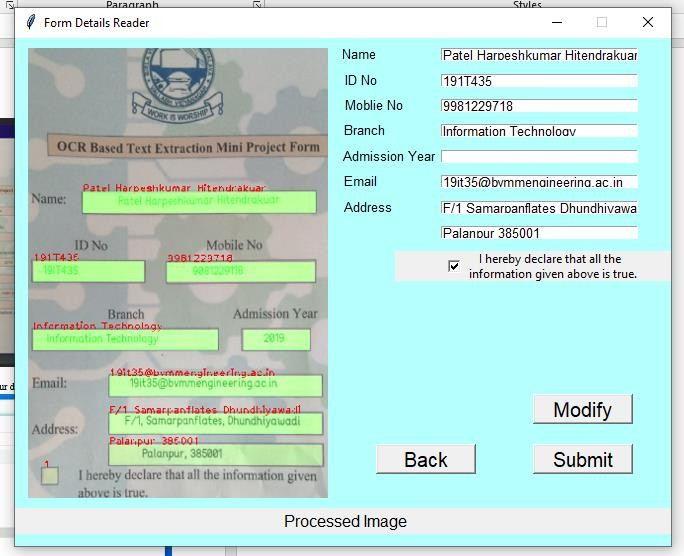 Paragraph
Styles
Form Details Reader
WORK IS WORSHIP
OCR Based Text Extraction Mini Project Form
Patel Harpeshkumar Hitendrakuar
Name: Patel Harpeshkumar Hitendrakuar
ID No Mobile No
191T435 9981229718
191T435
Branch Admission Year
Information Technology
Information Technology 2019
19it35@bvmmengineering.ac.in
Email: 19it35@bvmmengineering.ac.in
F/1 Samarpanflates Dhundhiyawadi
F/1, Samarpanflates, Dhundhiyawadi
Address:
Palanpur 385001
Palanpur, 385001
1
I hereby declare that all the information given
above is true.
Name Patel Harpeshkumar Hitendrakuar
ID No 191T435
Moblie No 9981229718
Branch Information Technology
Admission Year
Email 19it35@bvmmengineering.ac.in
Address F/1 Samarpanflates Dhundhiyawa
Palanpur 385001
I hereby declare that all the
information given above is true.
Modify
Back Submit
Processed Image